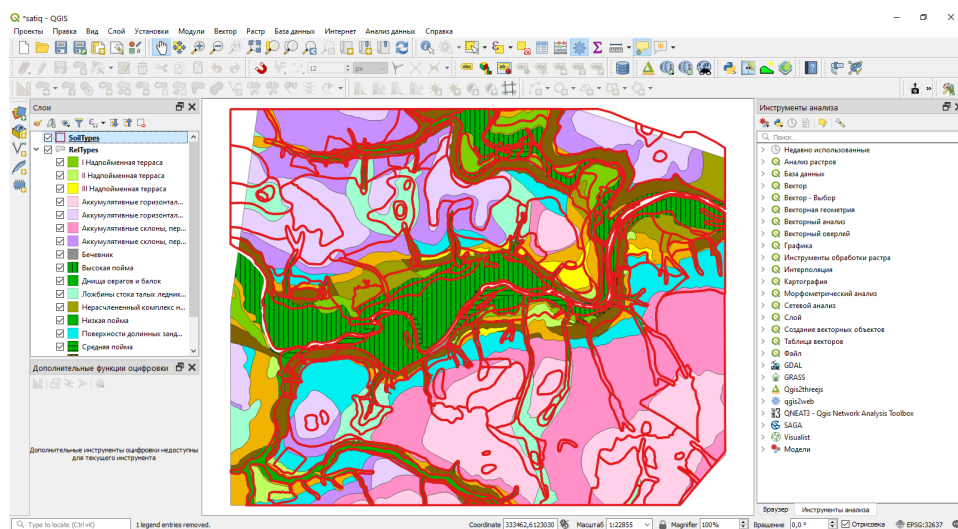 *satiq - QGIS
Проекты Правка Вид Слой Установки Модули Вектор Растр Базы данных Интернет Анализ данных Справка
12 px
Слои
SoilTypes
RelTypes
I Надпойменная терраса
II Надпойменная терраса
III Надпойменная терраса
Аккумулятивные горизонтал...
Аккумулятивные горизонтал...
Аккумулятивные склоны, пер...
Аккумулятивные склоны, пер...
Бечевник
Высокая пойма
Днища оврагов и балок
Ложбины стока талых ледник...
Нерасчлененный комплекс н...
Низкая пойма
Поверхности долинных занд...
Средняя пойма
Дополнительные функции оцифровки
Дополнительные инструменты оцифровки недоступны
для текущего инструмента
Инструменты анализа
Поиск...
Недавно использованные
Анализ растров
База данных
Вектор
Вектор - Выбор
Векторная геометрия
Векторный анализ
Векторный оверлей
Графика
Инструменты обработки растра
Интерполяция
Картография
Морфометрический анализ
Сетевой анализ
Слой
Создание векторных объектов
Таблица векторов
Файл
GDAL
GRASS
Qgis2threejs
qgis2web
QNEAT3 - Qgis Network Analysis Toolbox
SAGA
Visualist
Модели
Браузер Инструменты анализа
Type to locate (Ctrl+K) 1 legend entries removed. Coordinate 333462,6123030 Масштаб 1:22855 Magnifier 100% Вращение 0,0 ° Отрисовка EPSG:32637